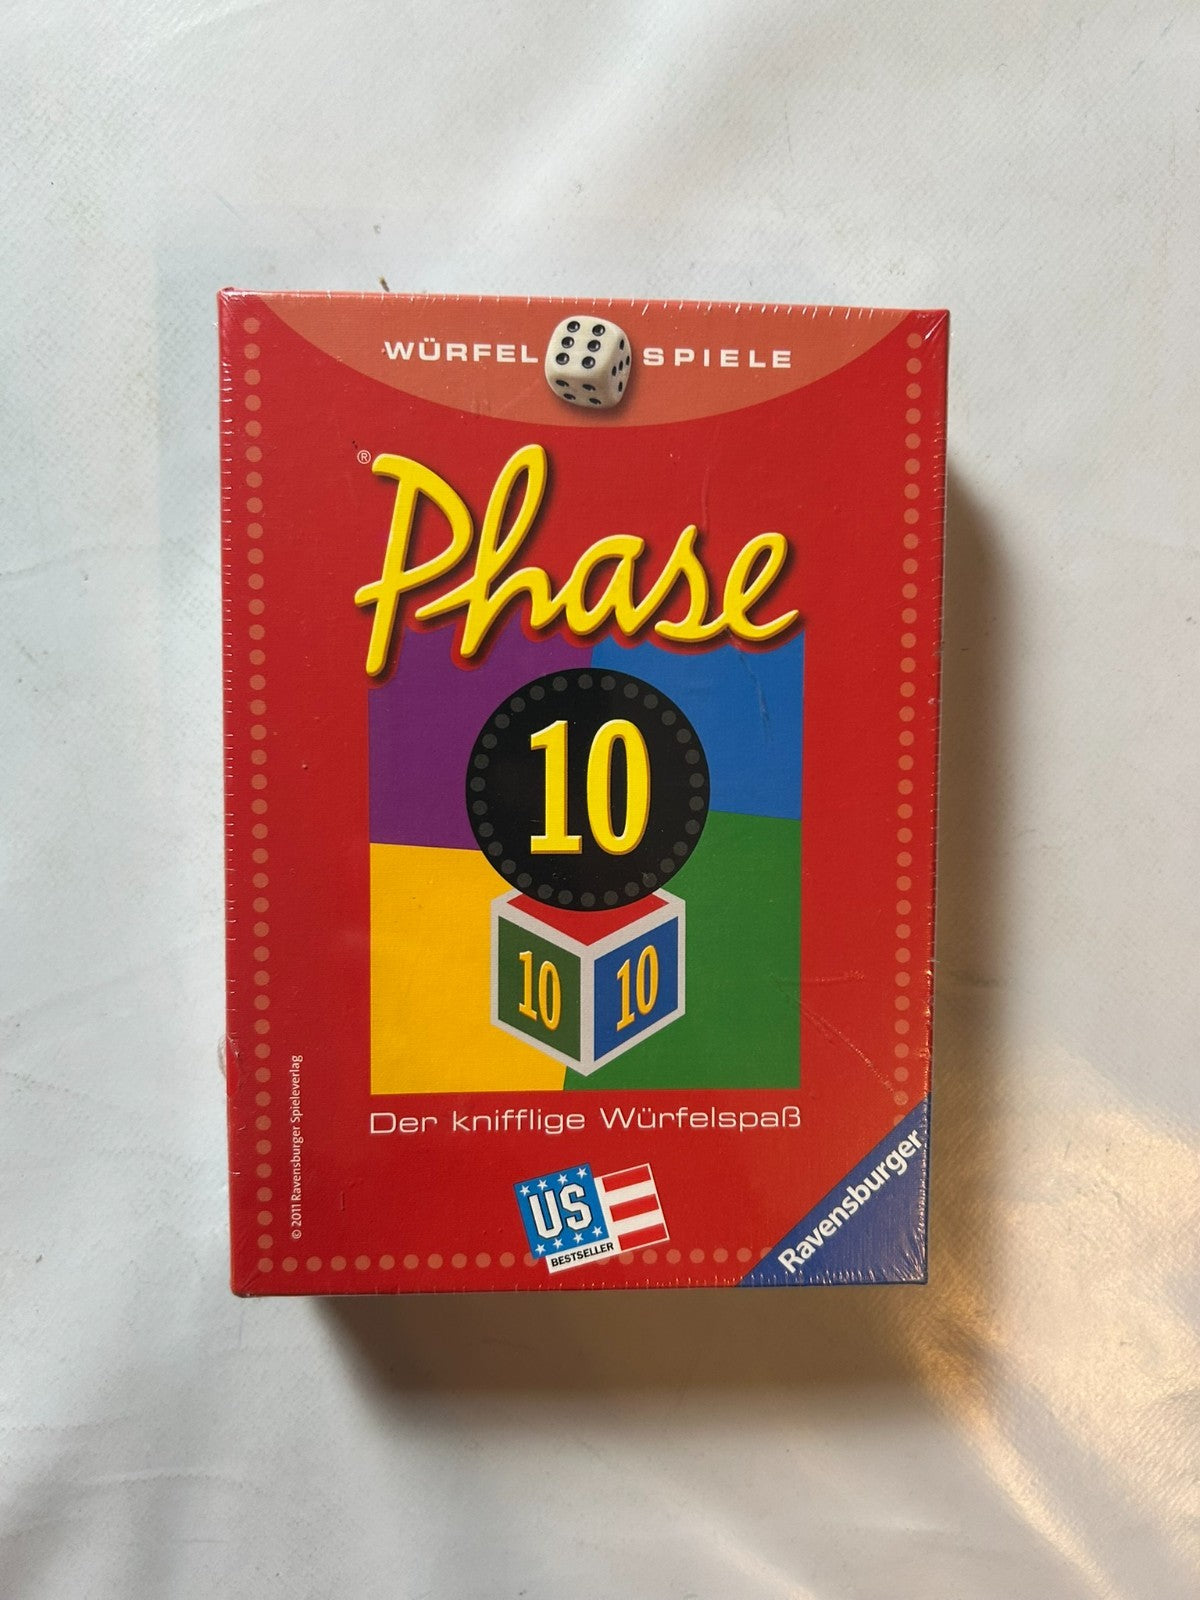 WÜRFEL SPIELE
®
Phase
10
10 10
Der knifflige Würfelspaß
© 2011 Ravensburger Spieleverlag
US
BESTSELLER
Ravensburger